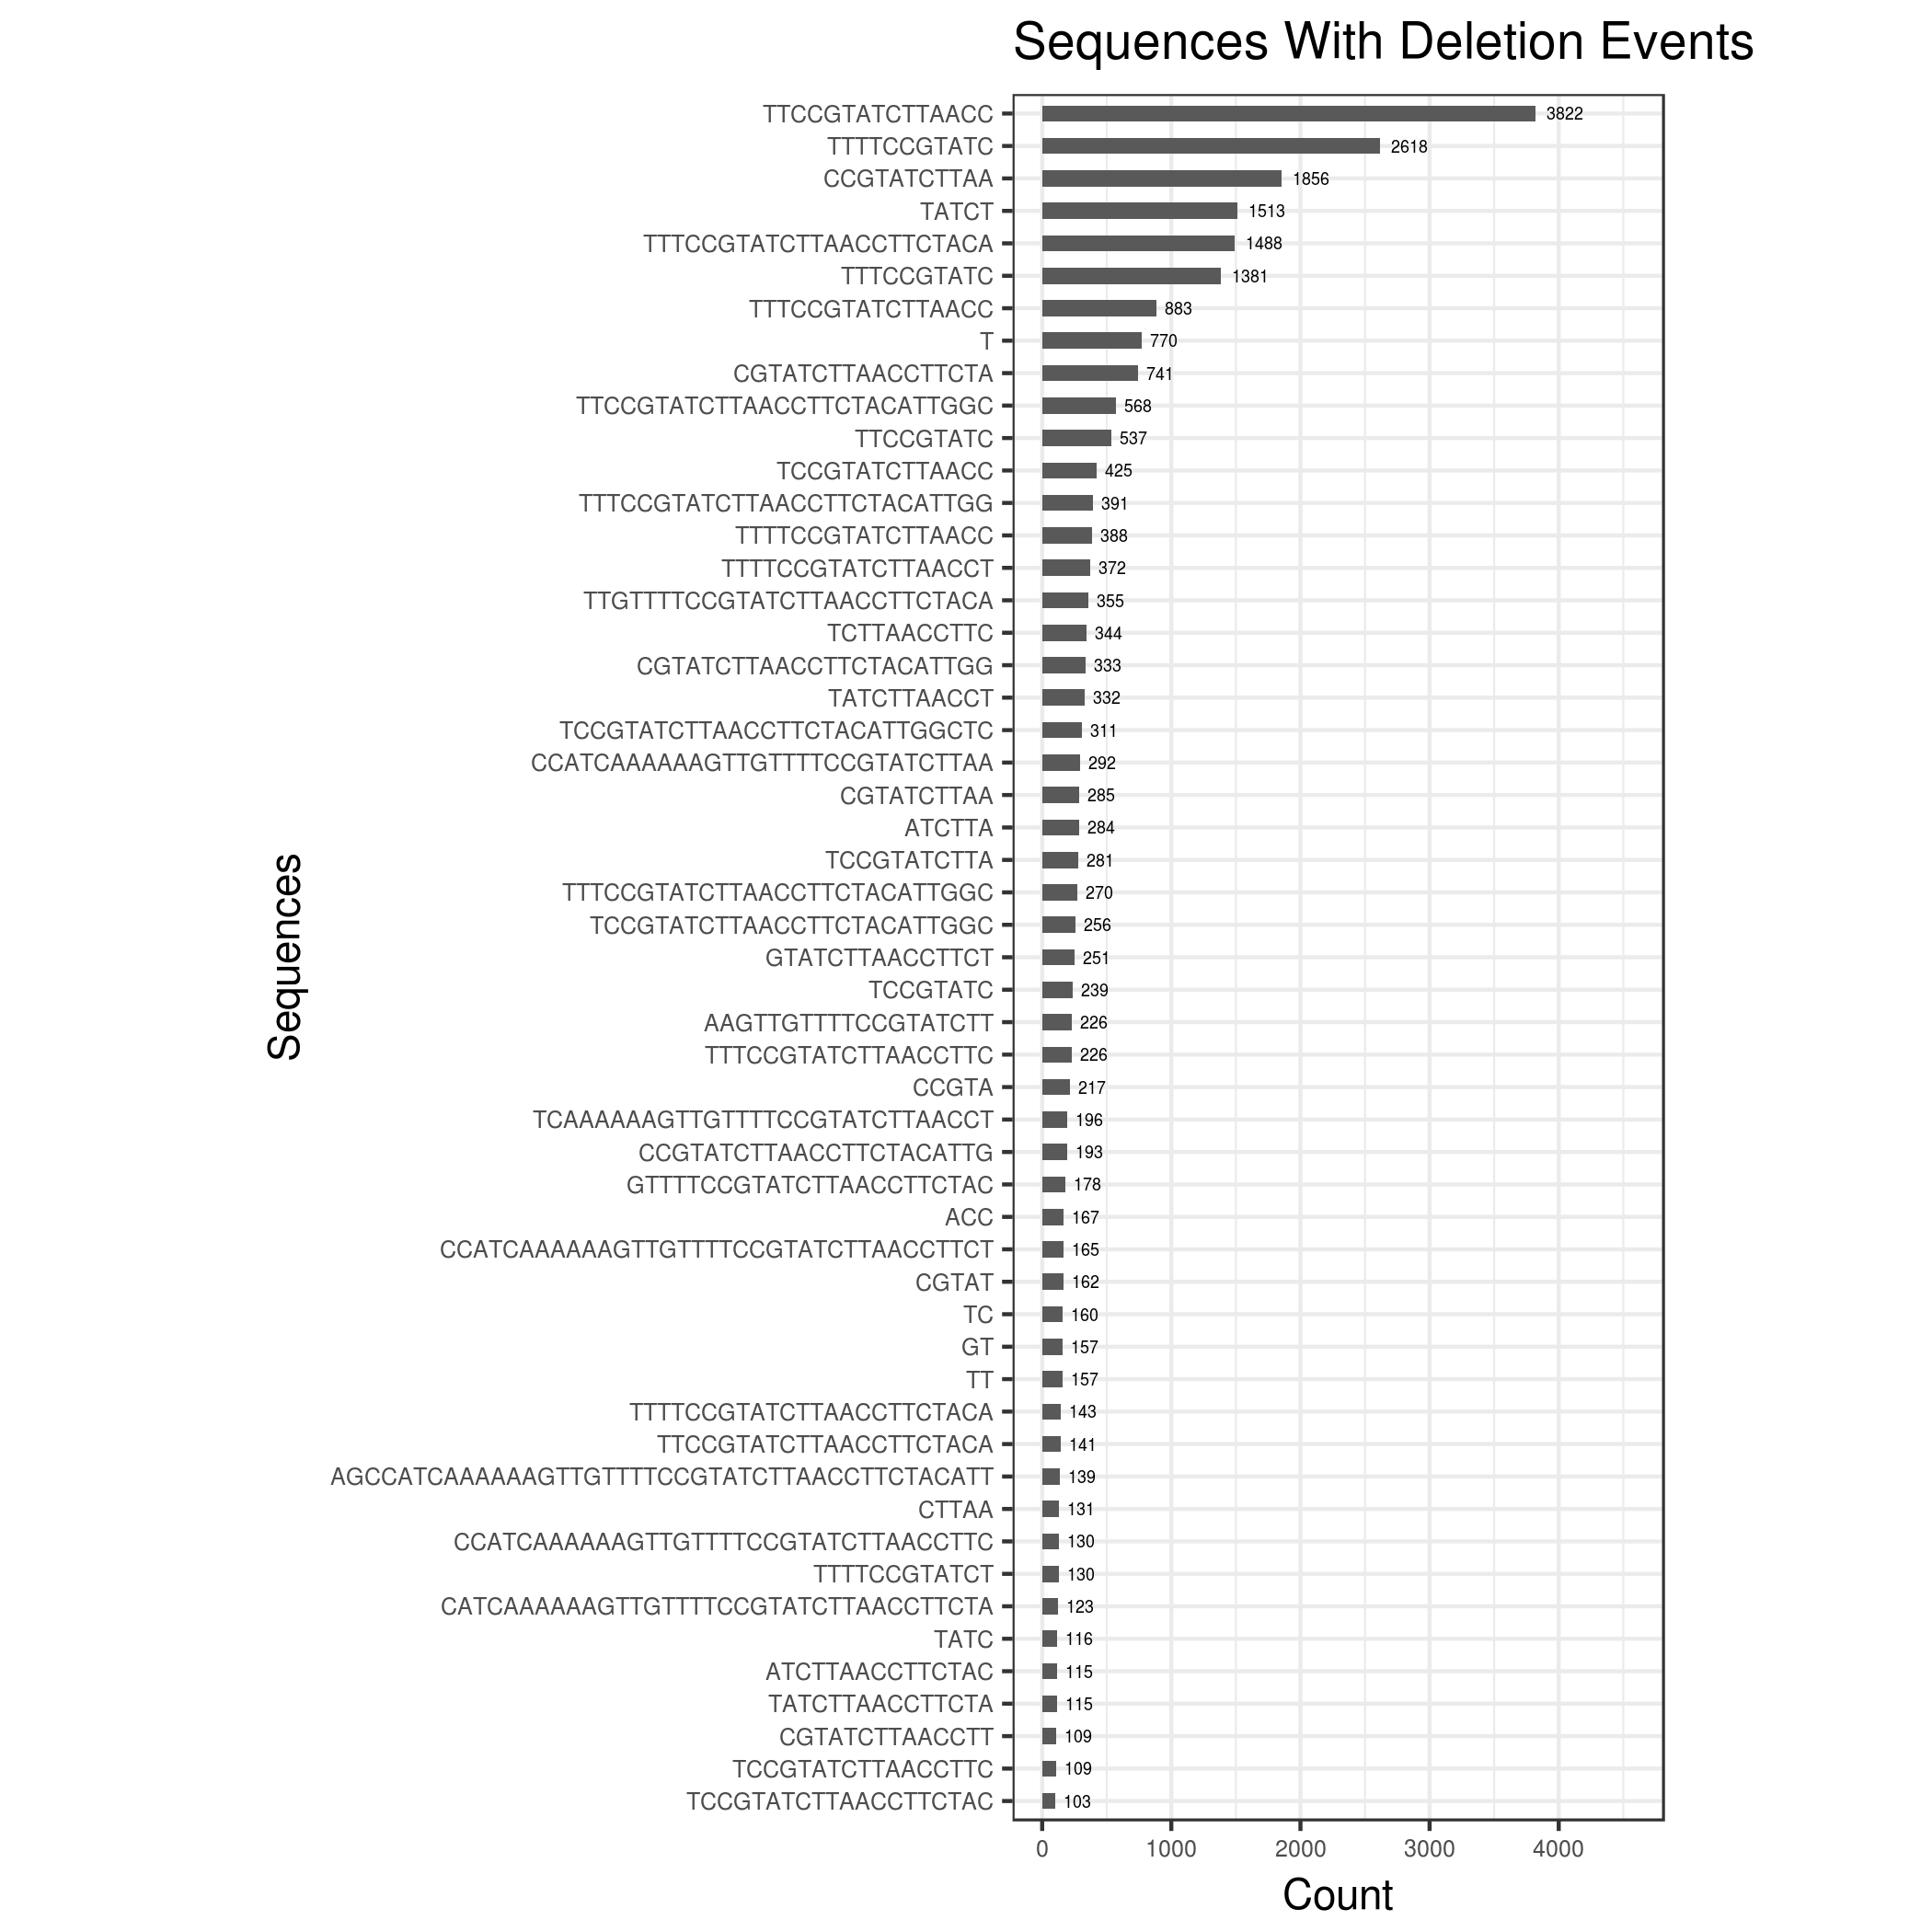 Sequences With Deletion Events
TTCCGTATCTTAACC 3822
TTTTCCGTATC 2618
CCGTATCTTAA 1856
TATCT 1513
TTTCCGTATCTTAACCTTCTACA 1488
TTTCCGTATC 1381
TTTCCGTATCTTAACC 883
T 770
CGTATCTTAACCTTCTA 741
TTCCGTATCTTAACCTTCTACATTGGC 568
TTCCGTATC 537
TCCGTATCTTAACC 425
TTTCCGTATCTTAACCTTCTACATTGG 391
TTTTCCGTATCTTAACC 388
TTTTCCGTATCTTAACCT 372
TTGTTTTCCGTATCTTAACCTTCTACA 355
TCTTAACCTTC 344
CGTATCTTAACCTTCTACATTGG 333
TATCTTAACCT 332
TCCGTATCTTAACCTTCTACATTGGCTC 311
CCATCAAAAAAGTTGTTTTCCGTATCTTAA 292
CGTATCTTAA 285
ATCTTA 284
TCCGTATCTTA 281
TTTCCGTATCTTAACCTTCTACATTGGC 270
TCCGTATCTTAACCTTCTACATTGGC 256
GTATCTTAACCTTCT 251
TCCGTATC 239
AAGTTGTTTTCCGTATCTT 226
TTTCCGTATCTTAACCTTC 226
CCGTA 217
TCAAAAAAGTTGTTTTCCGTATCTTAACCT 196
CCGTATCTTAACCTTCTACATTG 193
GTTTTCCGTATCTTAACCTTCTAC 178
ACC 167
CCATCAAAAAAGTTGTTTTCCGTATCTTAACCTTCT 165
CGTAT 162
TC 160
GT 157
TT 157
TTTTCCGTATCTTAACCTTCTACA 143
TTCCGTATCTTAACCTTCTACA 141
AGCCATCAAAAAAGTTGTTTTCCGTATCTTAACCTTCTACATT 139
CTTAA 131
CCATCAAAAAAGTTGTTTTCCGTATCTTAACCTTC 130
TTTTCCGTATCT 130
CATCAAAAAAGTTGTTTTCCGTATCTTAACCTTCTA 123
TATC 116
ATCTTAACCTTCTAC 115
TATCTTAACCTTCTA 115
CGTATCTTAACCTT 109
TCCGTATCTTAACCTTC 109
TCCGTATCTTAACCTTCTAC 103
Sequences
0 1000 2000 3000 4000
Count